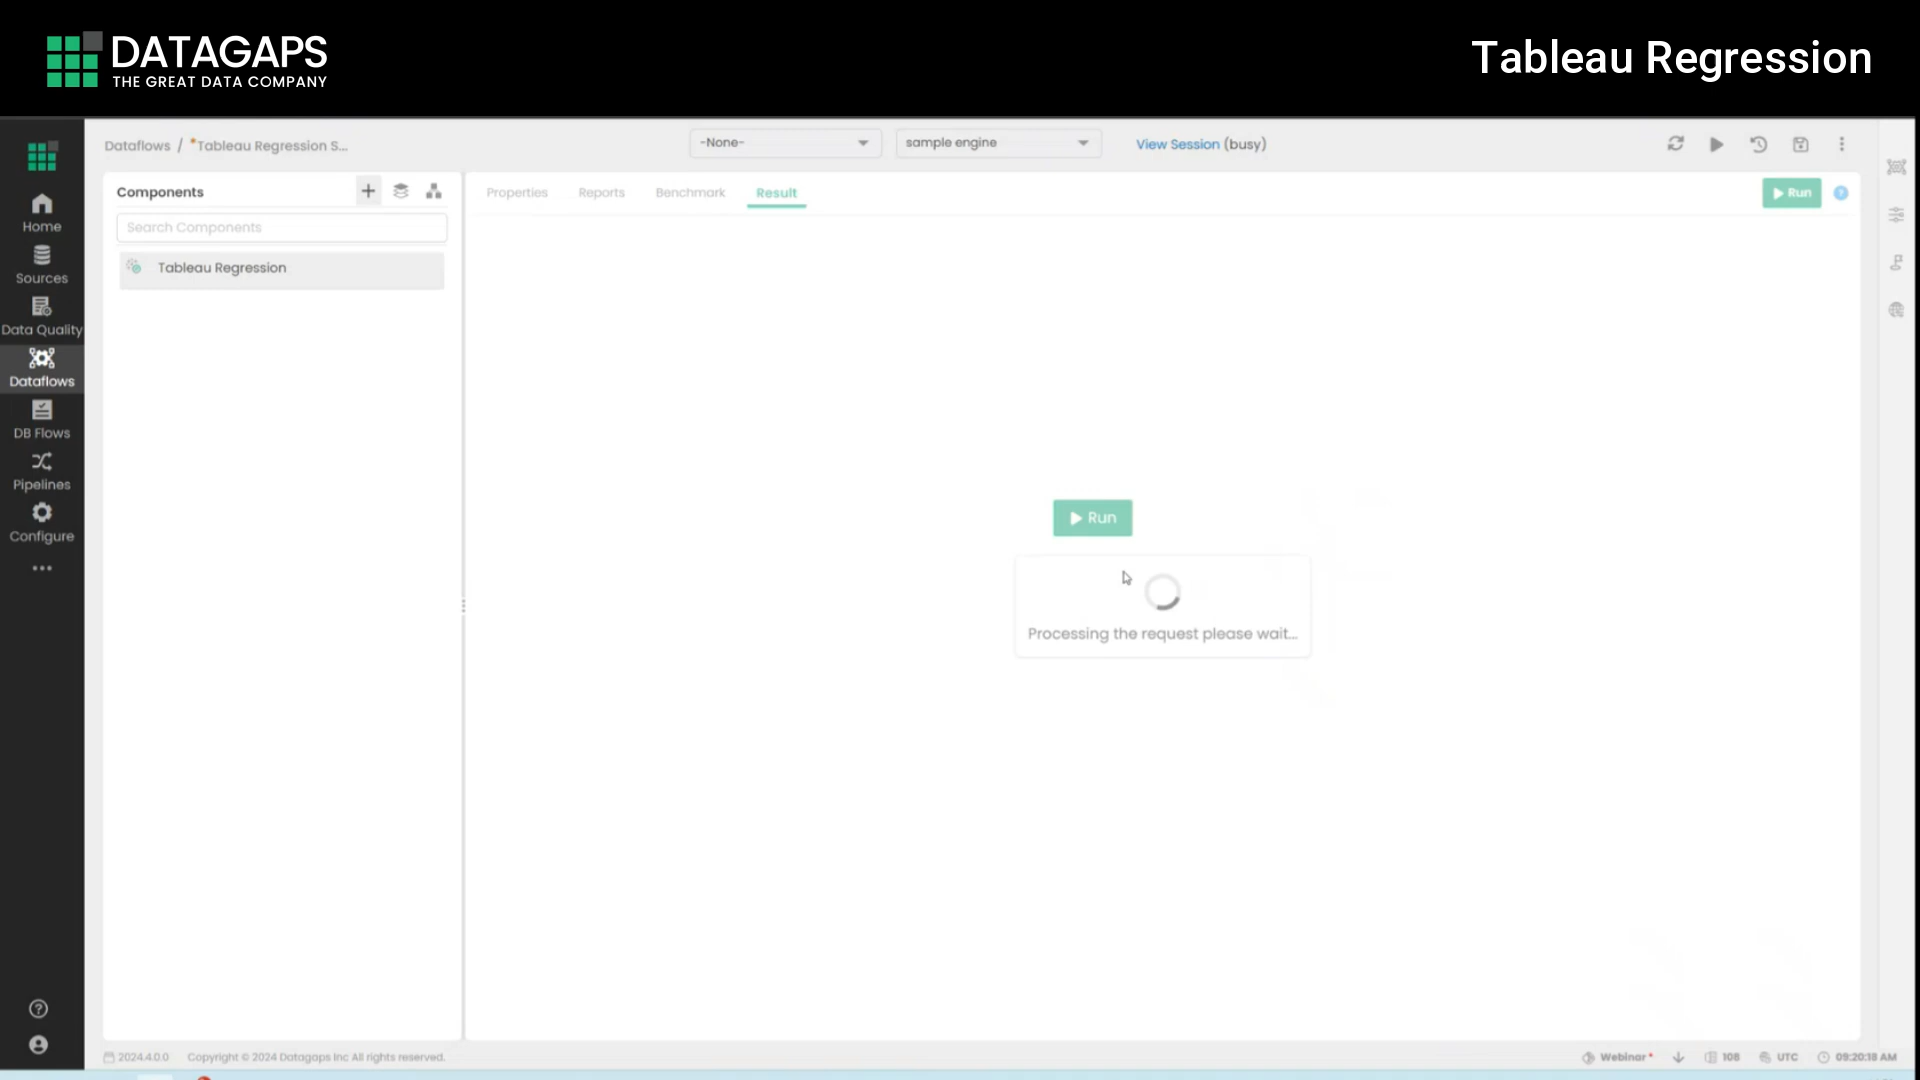 DATAGAPS
THE GREAT DATA COMPANY
Tableau Regression
Dataflows / *Tableau Regression S...
-None-
sample engine
View Session (busy)
Home
Sources
Data Quality
Dataflows
DB Flows
Pipelines
Configure
Components
Search Components
Tableau Regression
Properties
Reports
Benchmark
Result
Run
Run
Processing the request please wait...
2024.4.0.0
Copyright © 2024 Datagaps Inc All rights reserved.
Webinar*
108
UTC
09:20:18 AM